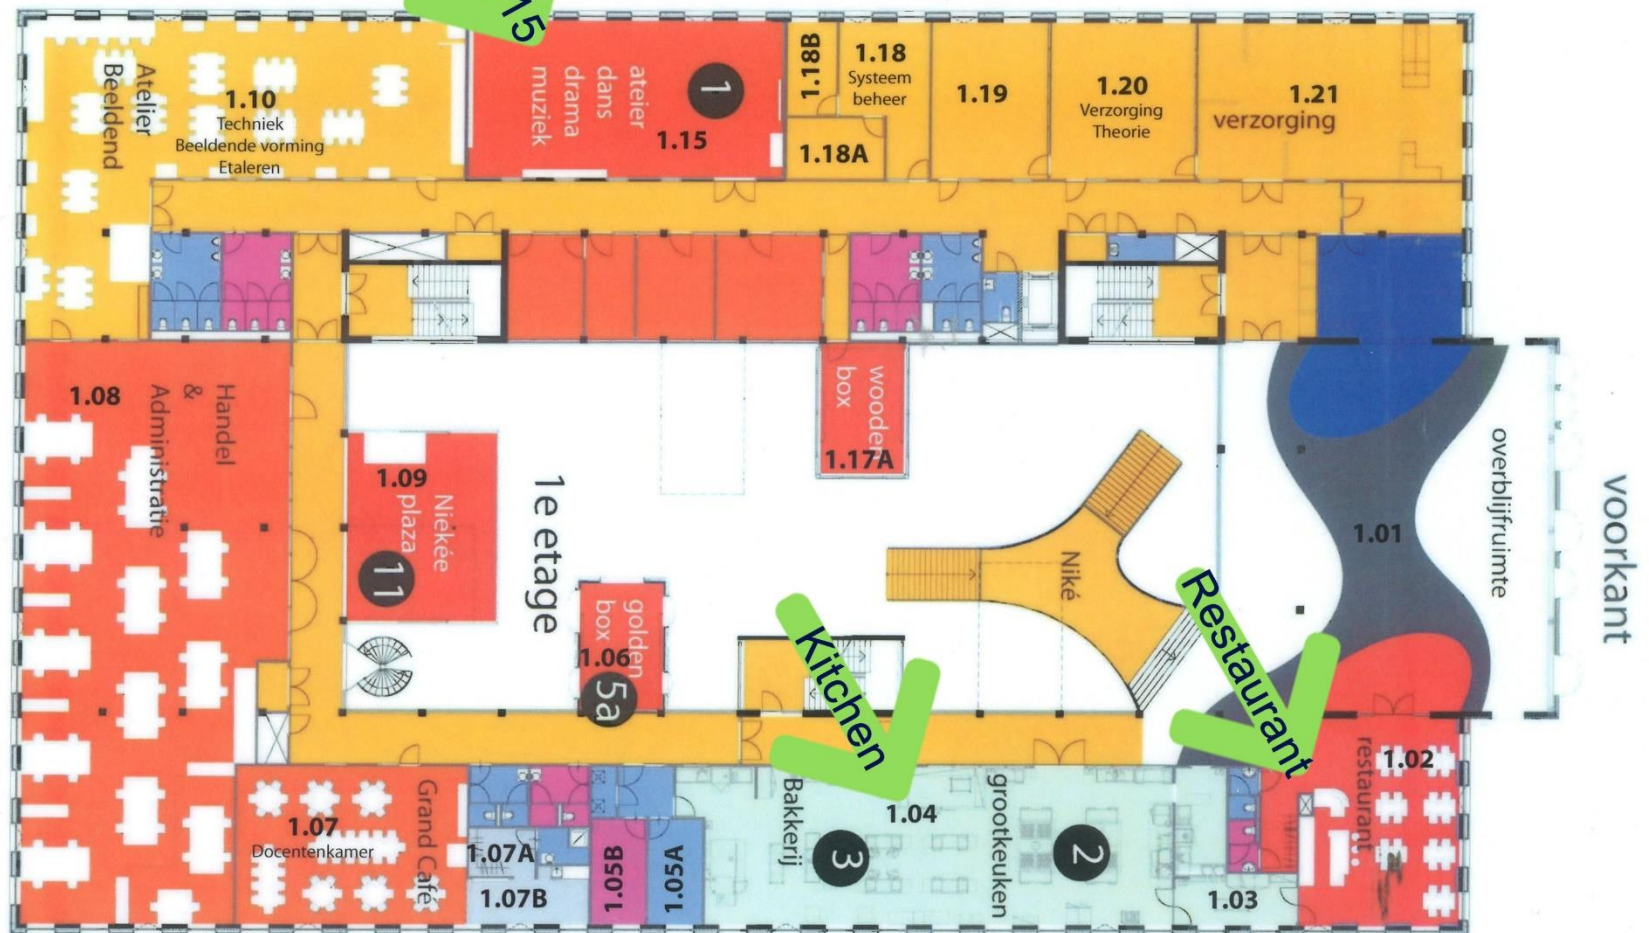 15
Atelier
Beeldend
1.10
Techniek
Beeldende vorming
Etaleren
ateier
dans
drama
muziek
1
1.15
1.18B
1.18
Systeem
beheer
1.18A
1.19
1.20
Verzorging
Theorie
1.21
verzorging
1.08
Handel
&
Administratie
1.09
Niekée
plaza
11
1e etage
golden
box
1.06
5a
wooden
box
1.17A
Niké
1.01
overblijfruimte
voorkant
Kitchen
Restaurant
1.07
Docentenkamer
Grand Café
1.07A
1.07B
1.05B
1.05A
Bakkerij
3
1.04
grootkeuken
2
1.03
1.02
restaurant